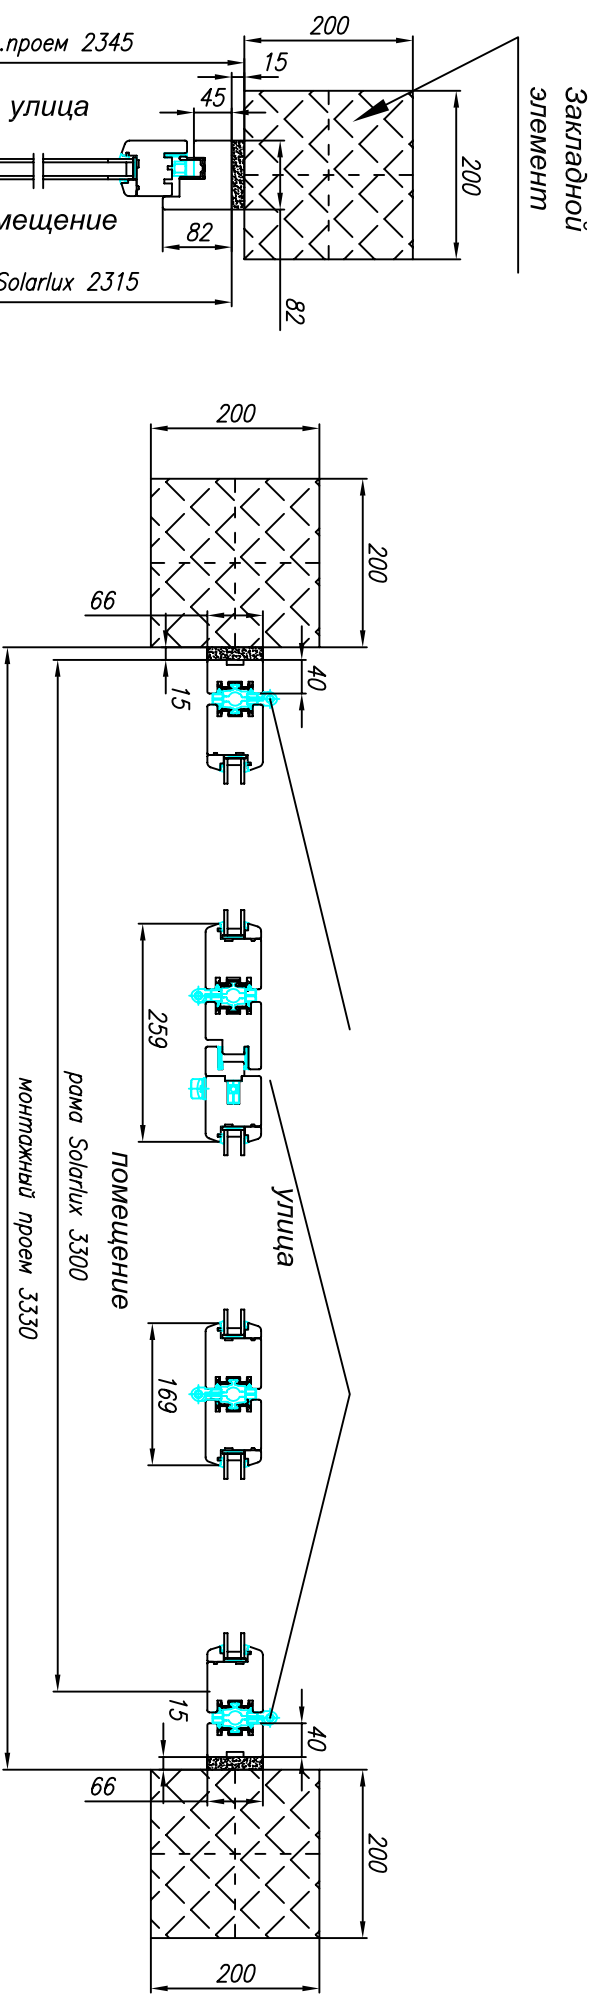 200
15
.проем 2345
45
улица
Закладной
элемент
200
мещение
82
Solarlux 2315
82
200
200
66
40
15
259
рама Solarlux 3300
монтажный проем 3330
помещение
улица
169
15
40
66
200
200